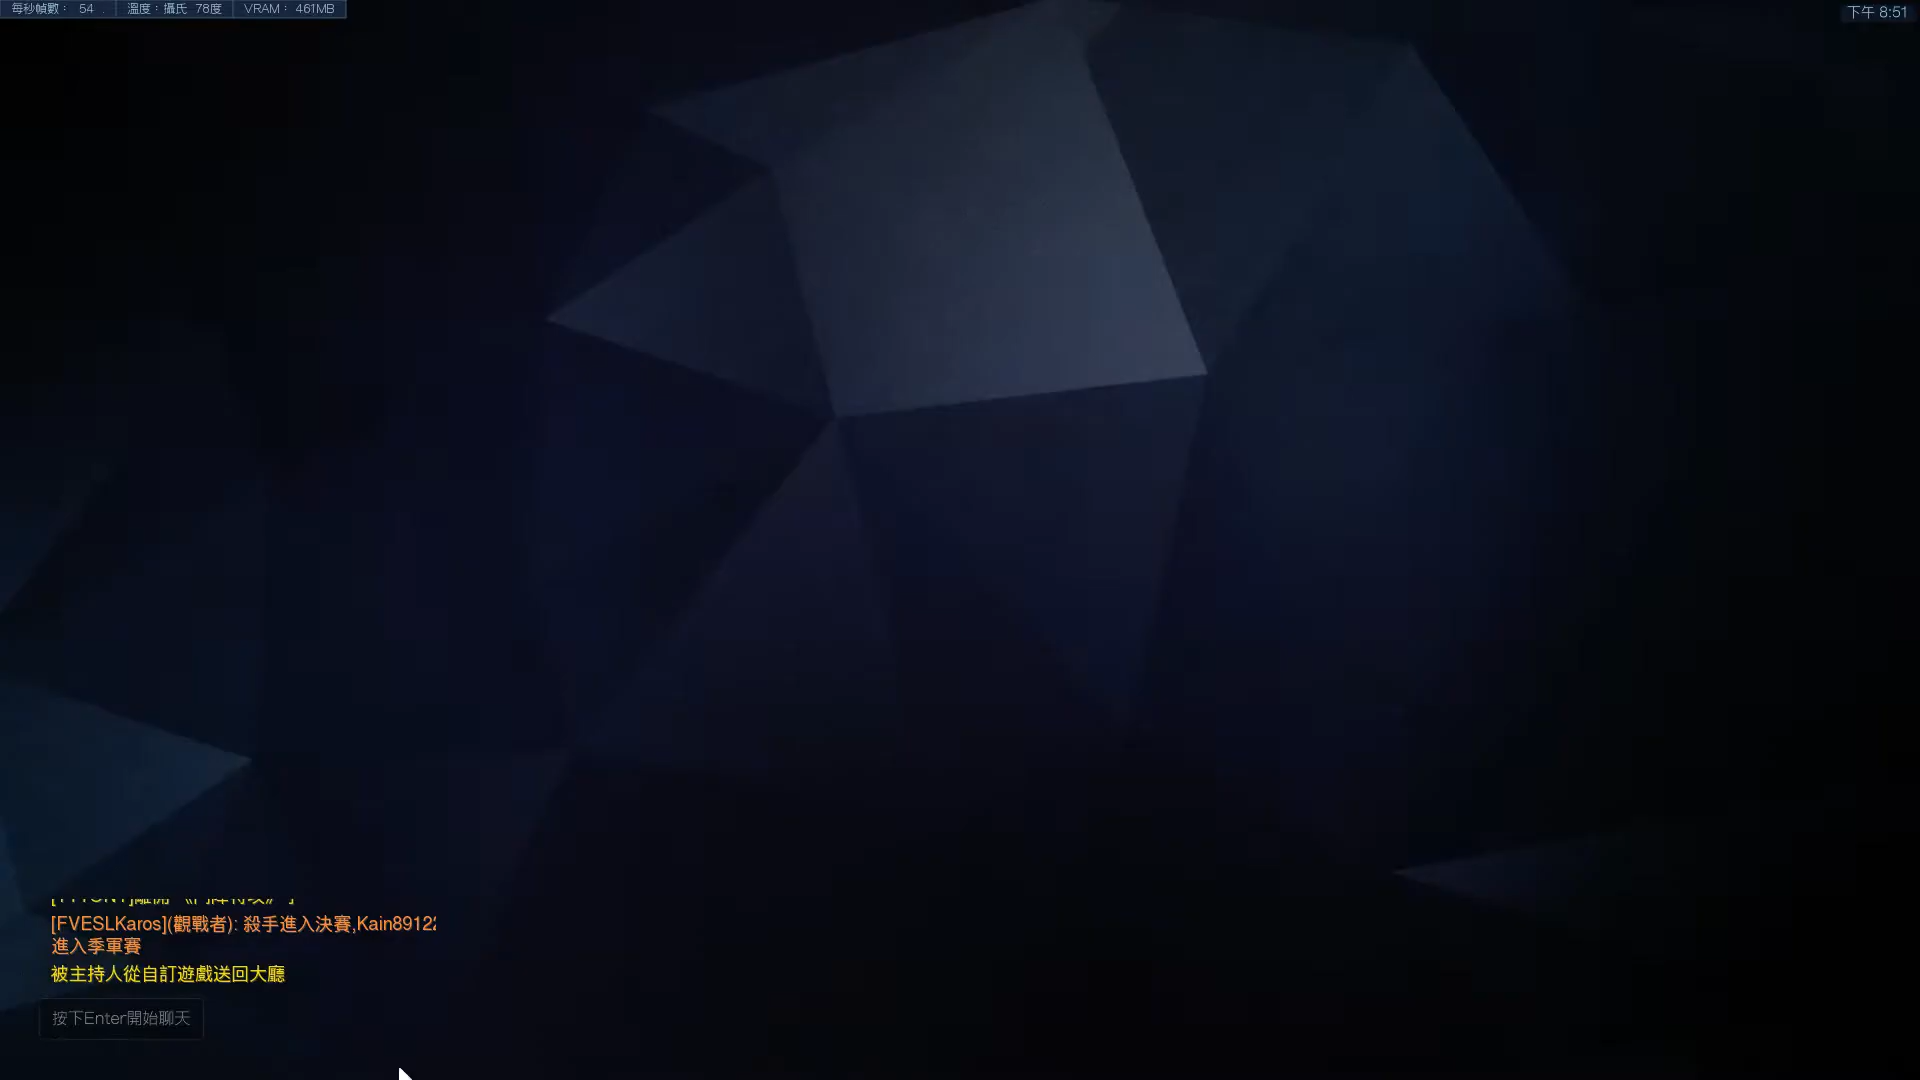 每秒幀數： 54 . 溫度：攝氏 78度 VRAM： 461MB
下午 8:51
[FVESLKaros](觀戰者): 殺手進入決賽,Kain8912
進入季軍賽
被主持人從自訂遊戲送回大廳
按下Enter開始聊天